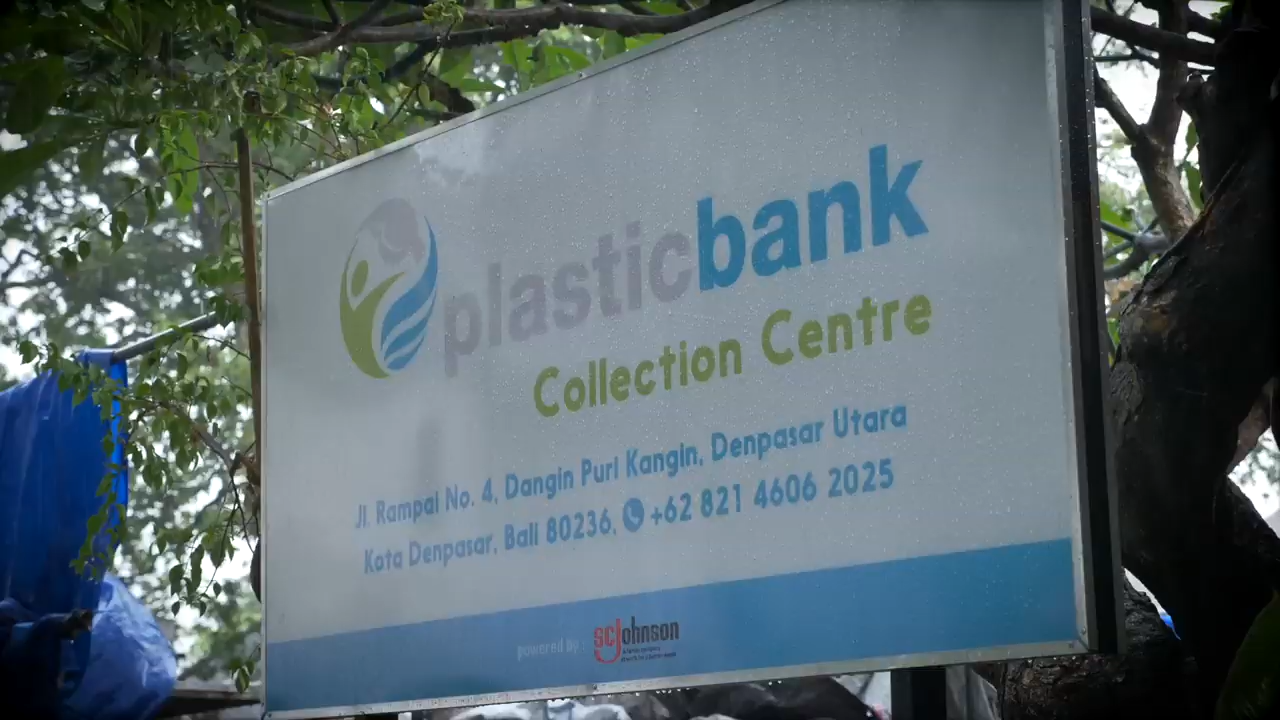 plasticbank
Collection Centre
Jl. Rampai No. 4, Dangin Puri Kangin, Denpasar Utara
Kota Denpasar, Bali 80236, +62 821 4606 2025
powered by :
scJohnson